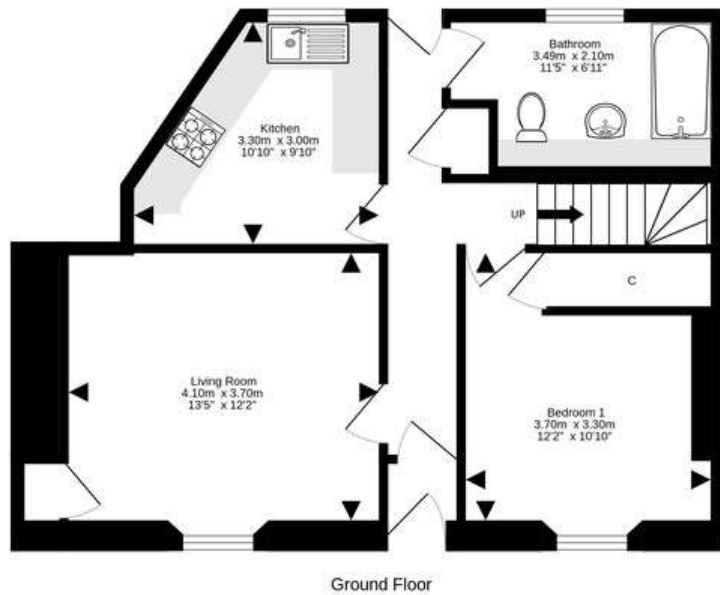 Bathroom
3.49m x 2.10m
11'5" x 6'11"
Kitchen
3.30m x 3.00m
10'10" x 9'10"
UP
C
Living Room
4.10m x 3.70m
13'5" x 12'2"
Bedroom 1
3.70m x 3.30m
12'2" x 10'10"
Ground Floor